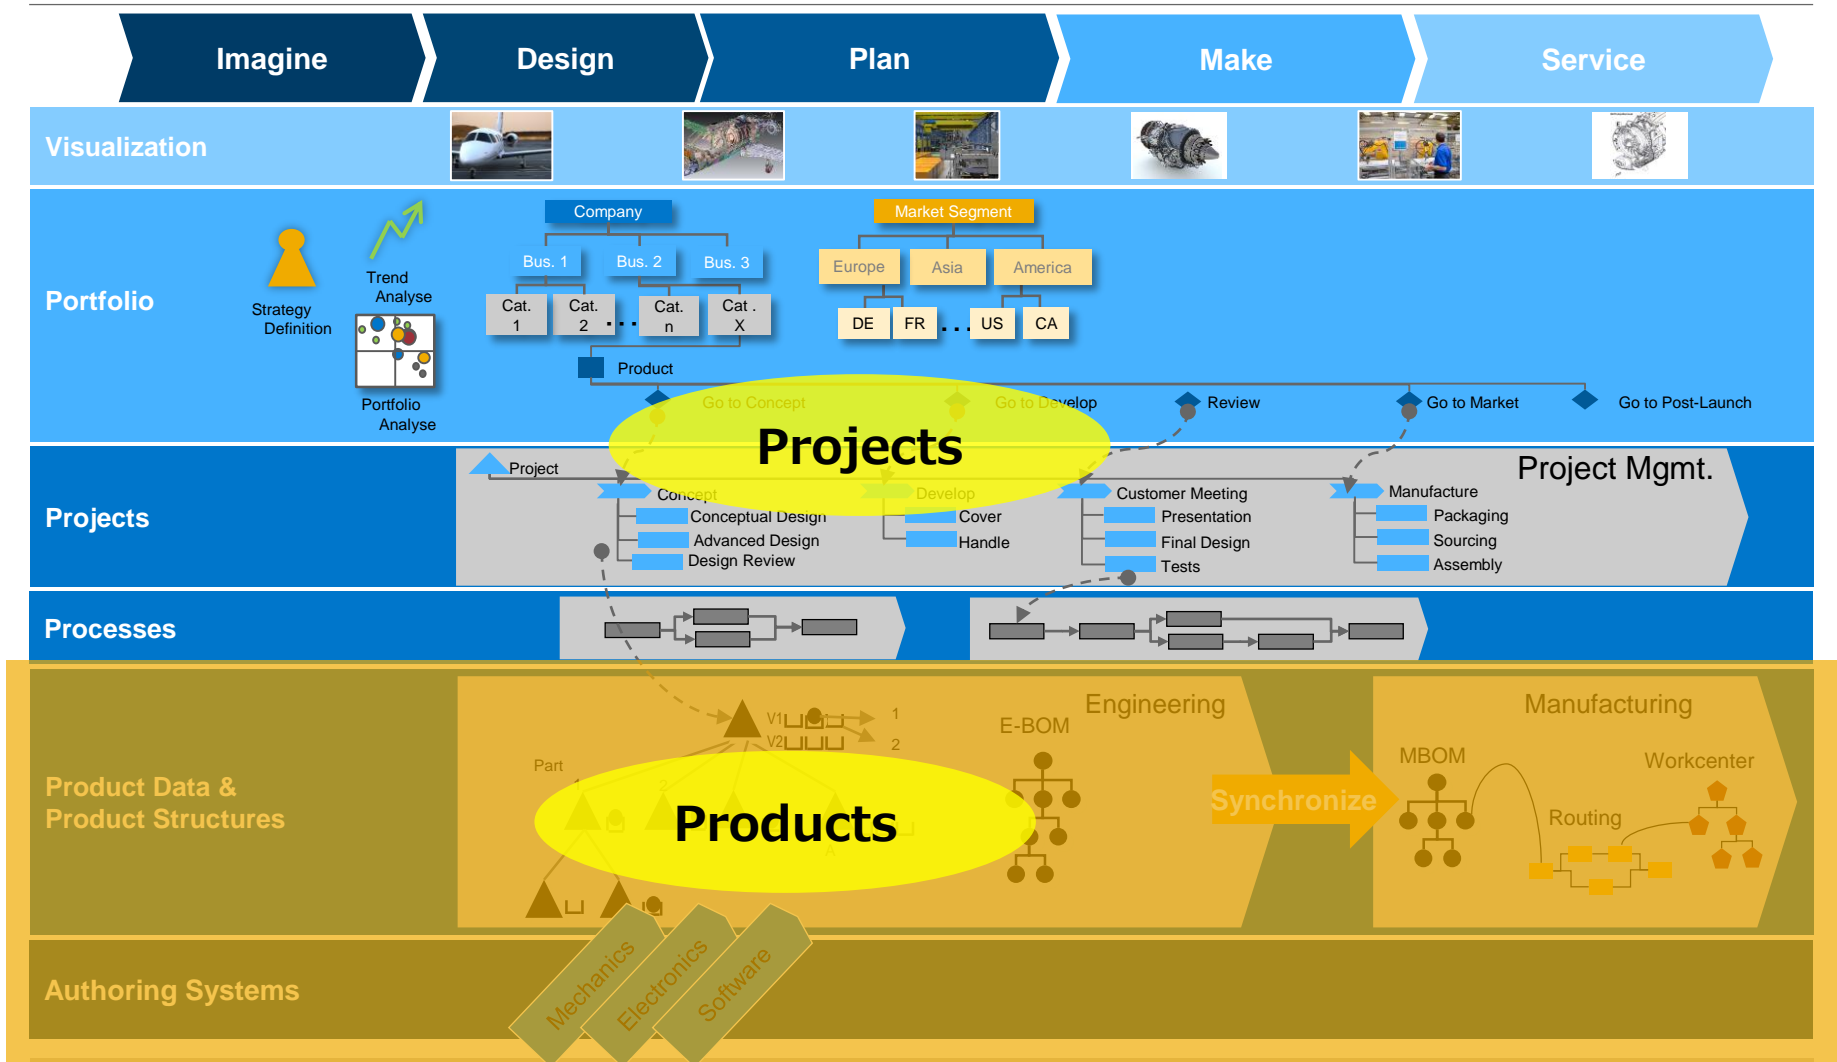 Imagine
Design
Plan
Make
Service
Visualization
Portfolio
Strategy
Definition
Trend
Analyse
Portfolio
Analyse
Company
Bus. 1
Bus. 2
Bus. 3
Cat.
1
Cat.
2
...
Cat.
n
Cat .
X
Market Segment
Europe
Asia
America
DE
FR
...
US
CA
Product
Go to Concept
Go to Develop
Review
Go to Market
Go to Post-Launch
Projects
Projects
Project
Project Mgmt.
Concept
Conceptual Design
Advanced Design
Design Review
Develop
Cover
Handle
Customer Meeting
Presentation
Final Design
Tests
Manufacture
Packaging
Sourcing
Assembly
Processes
Product Data &
Product Structures
Engineering
V1
1
V2
2
Part
1
2
A
E-BOM
Products
Synchronize
Manufacturing
MBOM
Workcenter
Routing
Authoring Systems
Mechanics
Electronics
Software